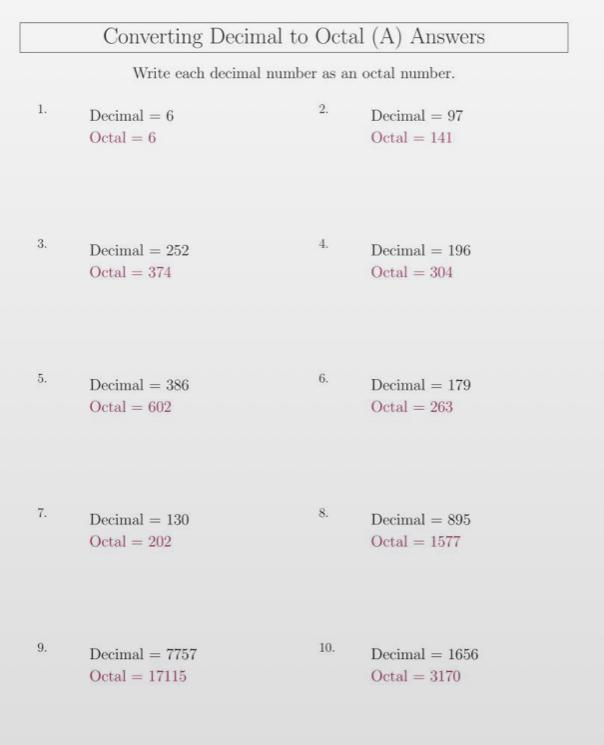 Converting Decimal to Octal (A) Answers
Write each decimal number as an octal number.
1.
Decimal = 6
Octal = 6
2.
Decimal = 97
Octal = 141
3.
Decimal = 252
Octal = 374
4.
Decimal = 196
Octal = 304
5.
Decimal = 386
Octal = 602
6.
Decimal = 179
Octal = 263
7.
Decimal = 130
Octal = 202
8.
Decimal = 895
Octal = 1577
9.
Decimal = 7757
Octal = 17115
10.
Decimal = 1656
Octal = 3170